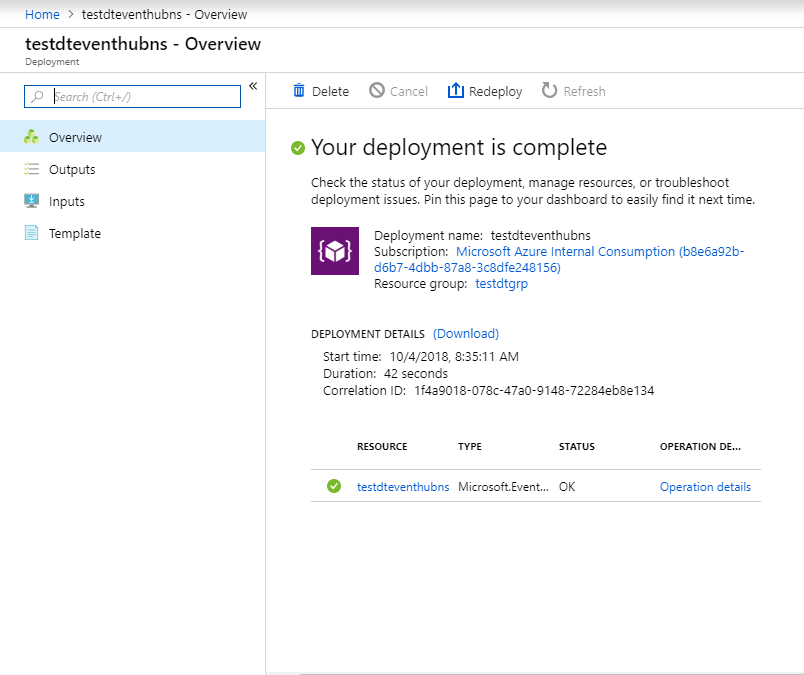 Home > testdteventhubns - Overview
testdteventhubns - Overview
Deployment
Search (Ctrl+/)
«
Overview
Outputs
Inputs
Template
Delete Cancel Redeploy Refresh
Your deployment is complete
Check the status of your deployment, manage resources, or troubleshoot
deployment issues. Pin this page to your dashboard to easily find it next time.
Deployment name: testdteventhubns
Subscription: Microsoft Azure Internal Consumption (b8e6a92b-
d6b7-4dbb-87a8-3c8dfe248156)
Resource group: testdtgrp
DEPLOYMENT DETAILS (Download)
Start time: 10/4/2018, 8:35:11 AM
Duration: 42 seconds
Correlation ID: 1f4a9018-078c-47a0-9148-72284eb8e134
RESOURCE TYPE STATUS OPERATION DE...
testdteventhubns Microsoft.Event... OK Operation details